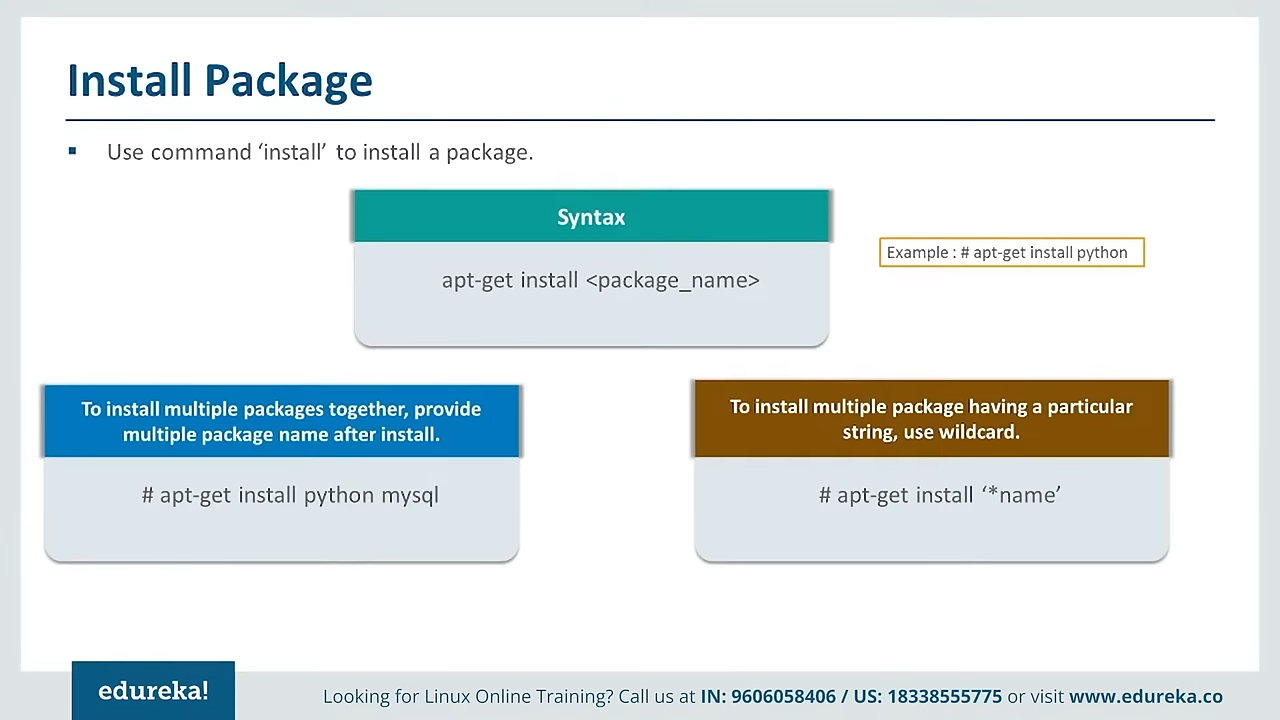 Install Package
▪ Use command ‘install’ to install a package.
Syntax
apt-get install <package_name>
Example : # apt-get install python
To install multiple packages together, provide
multiple package name after install.
# apt-get install python mysql
To install multiple package having a particular
string, use wildcard.
# apt-get install ‘*name’
edureka!
Looking for Linux Online Training? Call us at IN: 9606058406 / US: 18338555775 or visit www.edureka.co